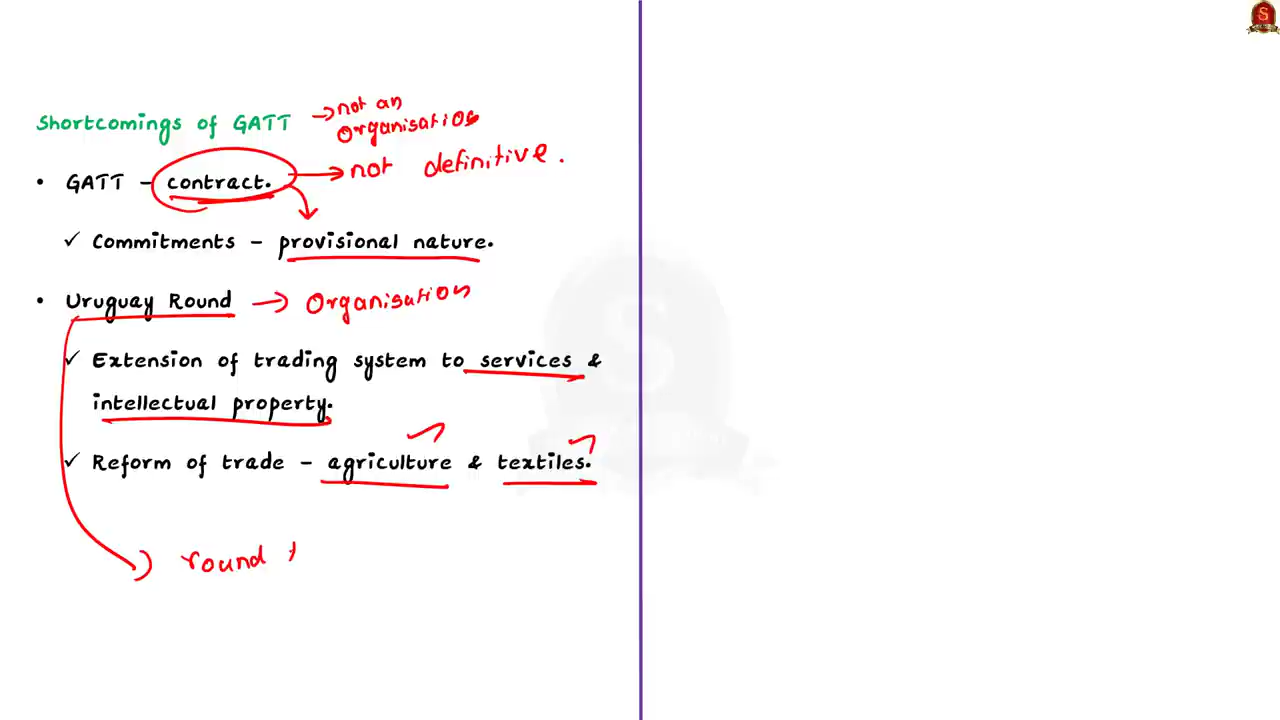 Shortcomings of GATT → not an
organisation
• GATT – contract. → not definitive.
✓ Commitments – provisional nature.
• Uruguay Round → Organisation
✓ Extension of trading system to services &
intellectual property.
✓ Reform of trade – agriculture & textiles.
round